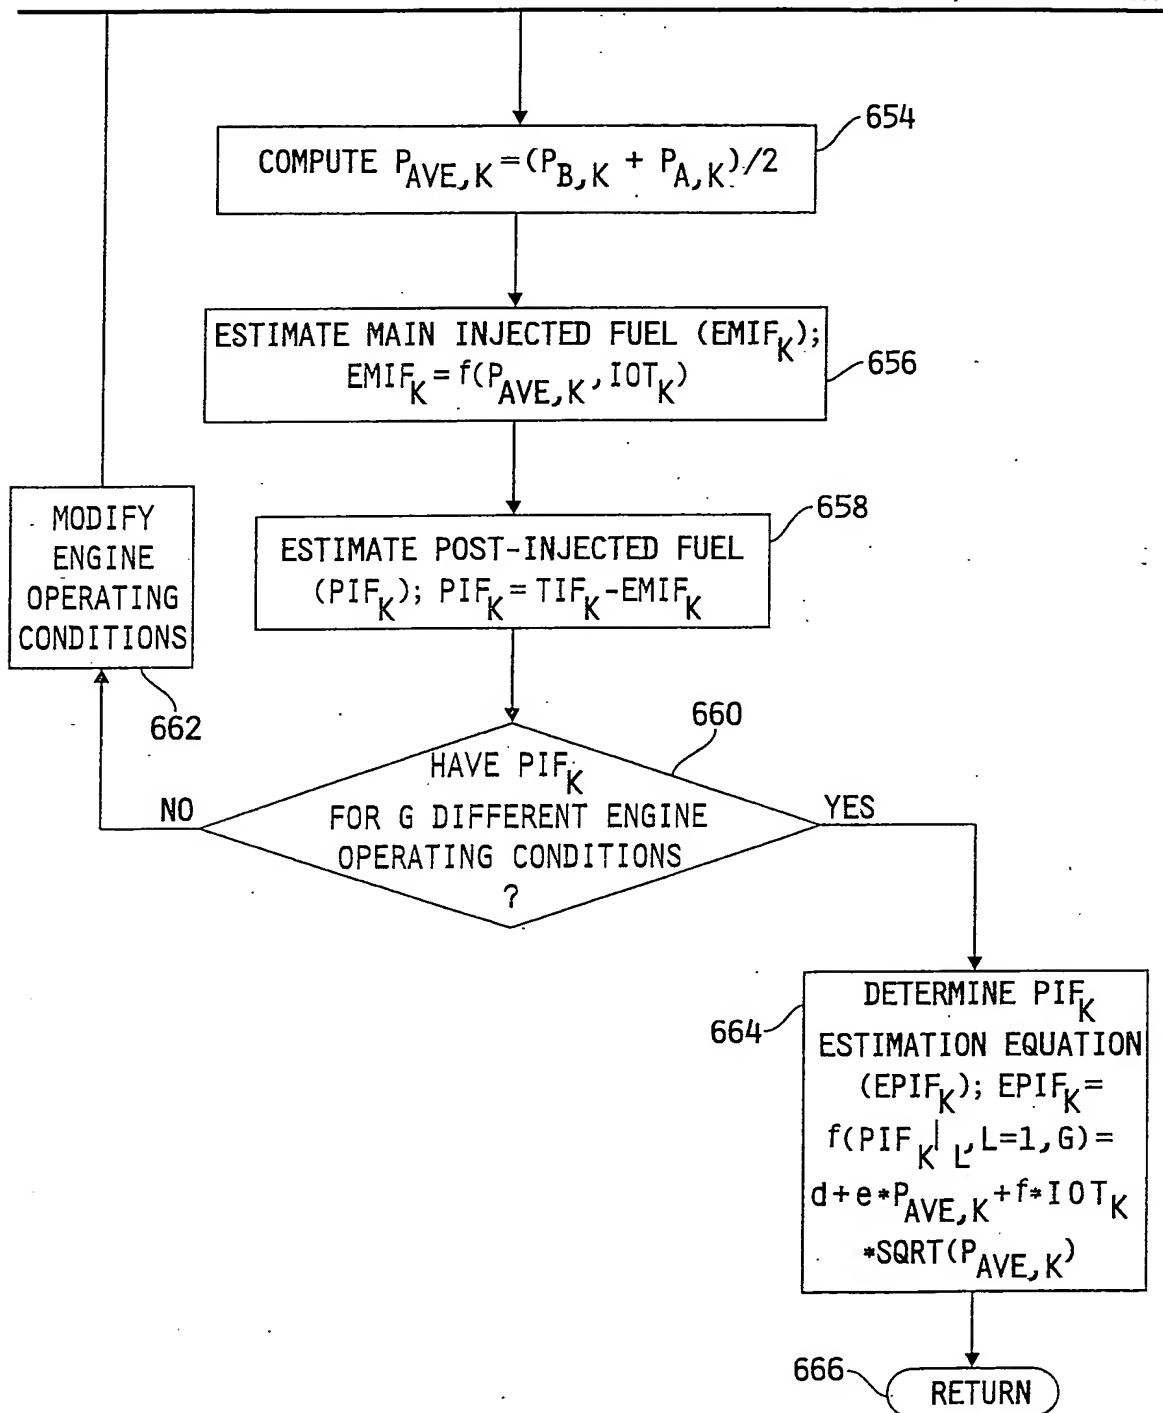 654
COMPUTE P_AVE,K = (P_B,K + P_A,K)/2
ESTIMATE MAIN INJECTED FUEL (EMIF_K);
EMIF_K = f(P_AVE,K, IOT_K)
656
658
ESTIMATE POST-INJECTED FUEL
(PIF_K); PIF_K = TIF_K - EMIF_K
MODIFY
ENGINE
OPERATING
CONDITIONS
662
660
HAVE PIF_K
FOR G DIFFERENT ENGINE
OPERATING CONDITIONS
?
NO
YES
664
DETERMINE PIF_K
ESTIMATION EQUATION
(EPIF_K); EPIF_K =
f(PIF_K|_L, L=1, G) =
d+e*P_AVE,K+f*IOT_K
*SQRT(P_AVE,K)
666
RETURN